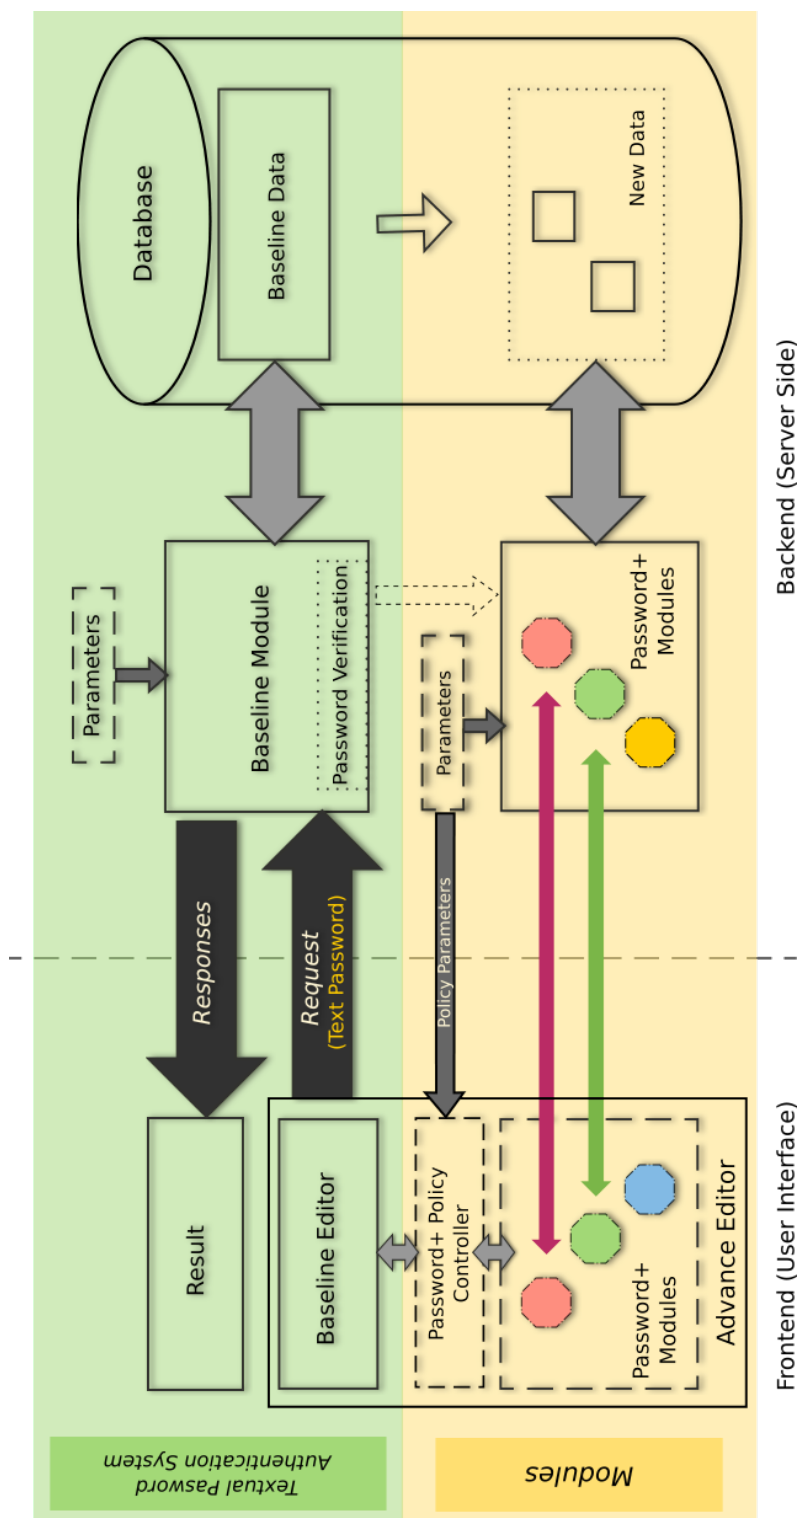 Textual Pasword
Authentication System
Modules
Result
Baseline Editor
Password+ Policy
Controller
Password+
Modules
Advance Editor
Responses
Request
(Text Password)
Policy Parameters
Parameters
Baseline Module
Password Verification
Parameters
Password+
Modules
Database
Baseline Data
New Data
Frontend (User Interface)
Backend (Server Side)